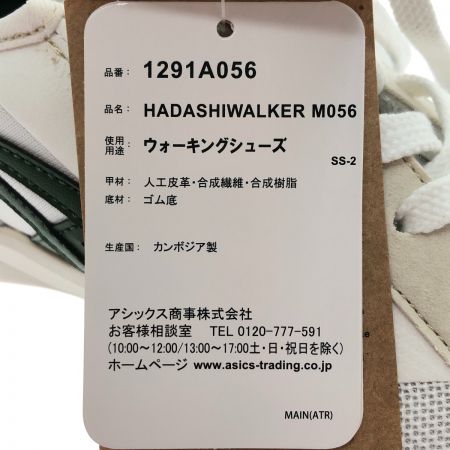 品番： 1291A056
品名： HADASHIWALKER M056
使用用途： ウォーキングシューズ
SS-2
甲材： 人工皮革・合成繊維・合成樹脂
底材： ゴム底
生産国： カンボジア製
アシックス商事株式会社
お客様相談室 TEL 0120-777-591
(10:00～12:00/13:00～17:00土・日・祝日を除く)
ホームページ www.asics-trading.co.jp
MAIN(ATR)